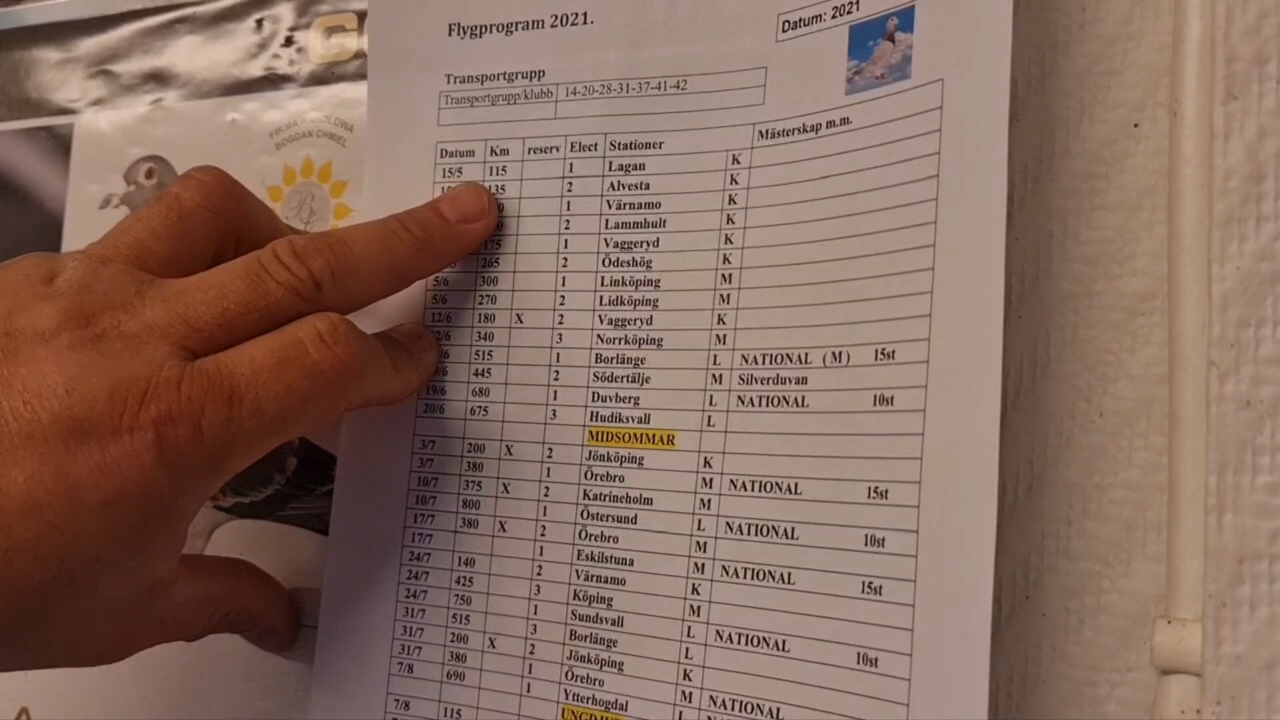 Flygprogram 2021.
Datum: 2021
Transportgrupp
Transportgrupp/klubb 14-20-28-31-37-41-42
Datum Km reserv Elect Stationer Mästerskap m.m.
15/5 115 1 Lagan K
135 2 Alvesta K
1 Värnamo K
2 Lammhult K
175 1 Vaggeryd K
265 2 Ödeshög K
5/6 300 1 Linköping M
5/6 270 2 Lidköping M
12/6 180 X 2 Vaggeryd K
340 3 Norrköping M
515 1 Borlänge L NATIONAL (M) 15st
445 2 Södertälje M Silverduvan
19/6 680 1 Duvberg L NATIONAL 10st
20/6 675 3 Hudiksvall L
MIDSOMMAR
3/7 200 X 2 Jönköping K
3/7 380 1 Örebro M NATIONAL 15st
10/7 375 X 2 Katrineholm M
10/7 800 1 Östersund L NATIONAL 10st
17/7 380 X 2 Örebro M
17/7 1 Eskilstuna M NATIONAL 15st
24/7 140 2 Värnamo K
24/7 425 3 Köping M
24/7 750 1 Sundsvall L NATIONAL 10st
31/7 515 3 Borlänge L
31/7 200 X 2 Jönköping K
31/7 380 1 Örebro M NATIONAL
7/8 690 1 Ytterhogdal L
7/8 115
BOGDAN CHMIEL